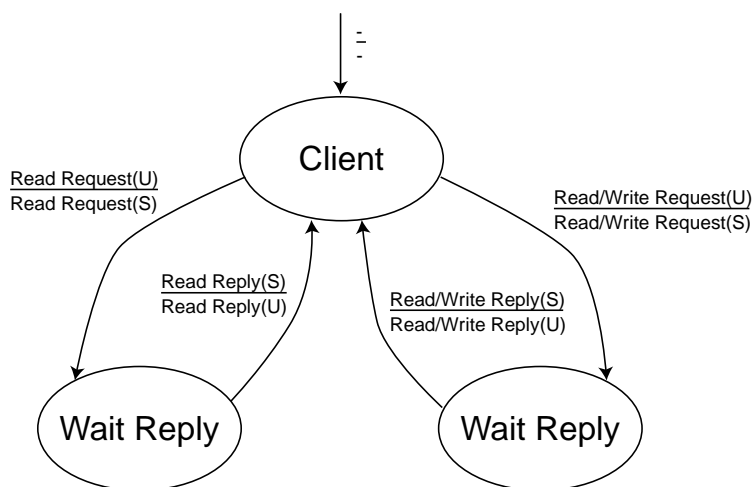 -
-
Client
Read Request(U)
Read Request(S)
Read/Write Request(U)
Read/Write Request(S)
Read Reply(S)
Read Reply(U)
Read/Write Reply(S)
Read/Write Reply(U)
Wait Reply
Wait Reply